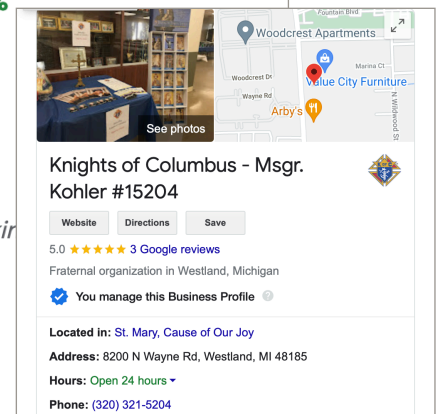 Fountain Blvd.
Woodcrest Apartments
Marina Ct
Woodcrest Dr
Value City Furniture
Wayne Rd
N Wildwood St
Arby's
See photos
Knights of Columbus - Msgr.
Kohler #15204
Website Directions Save
5.0 3 Google reviews
Fraternal organization in Westland, Michigan
You manage this Business Profile
Located in: St. Mary, Cause of Our Joy
Address: 8200 N Wayne Rd, Westland, MI 48185
Hours: Open 24 hours
Phone: (320) 321-5204